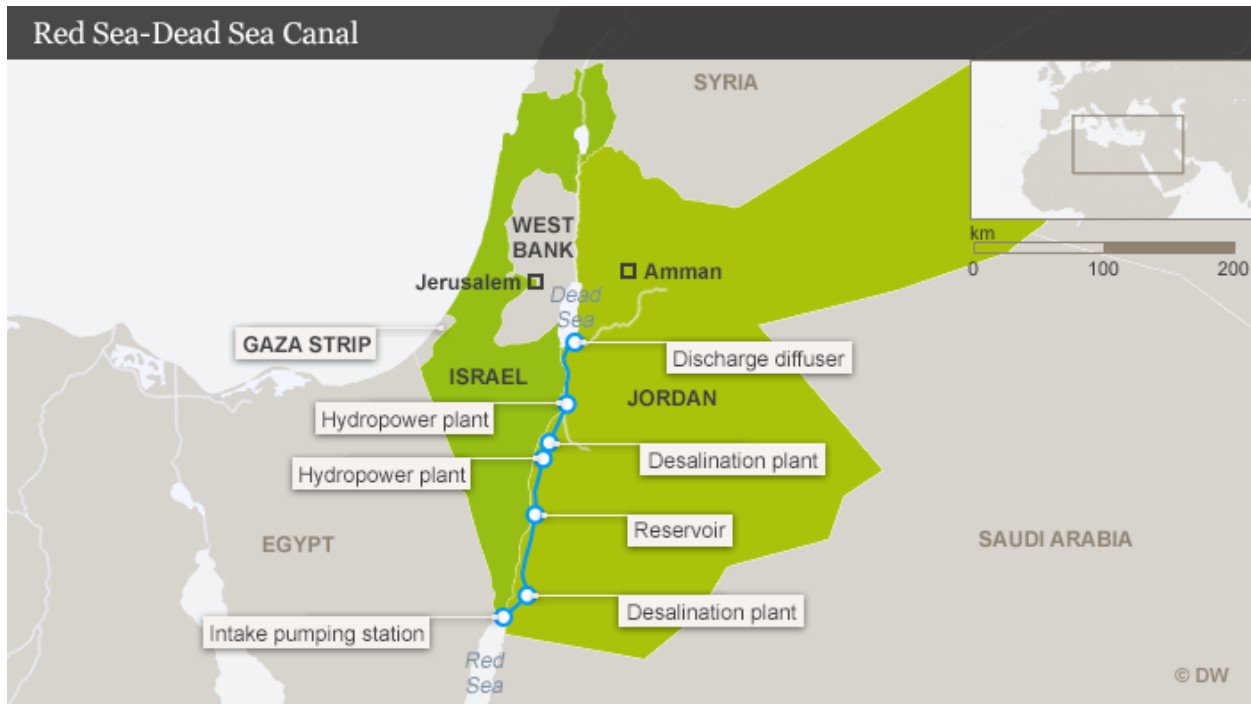 Red Sea-Dead Sea Canal
SYRIA
km
0 100 200
WEST
BANK
Jerusalem
Amman
Dead
Sea
GAZA STRIP
Discharge diffuser
ISRAEL
JORDAN
Hydropower plant
Desalination plant
Hydropower plant
Reservoir
EGYPT
SAUDI ARABIA
Desalination plant
Intake pumping station
Red
Sea
© DW